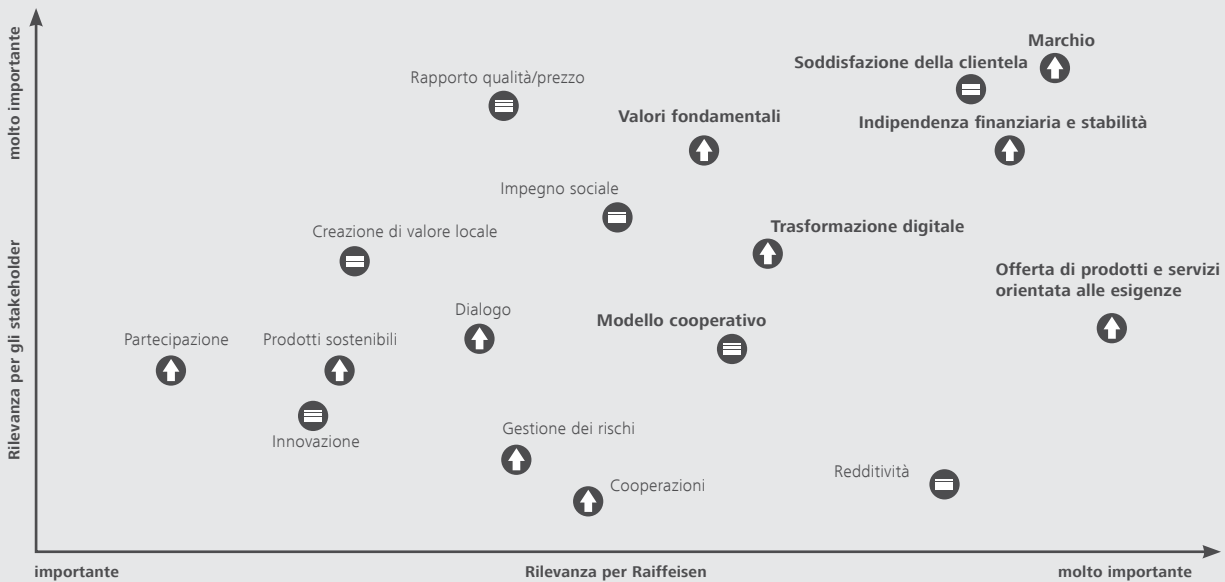 molto importante
Rilevanza per gli stakeholder
Marchio
Soddisfazione della clientela
Rapporto qualità/prezzo
Valori fondamentali
Indipendenza finanziaria e stabilità
Impegno sociale
Creazione di valore locale
Trasformazione digitale
Offerta di prodotti e servizi
orientata alle esigenze
Dialogo
Modello cooperativo
Partecipazione
Prodotti sostenibili
Innovazione
Gestione dei rischi
Cooperazioni
Redditività
importante
Rilevanza per Raiffeisen
molto importante